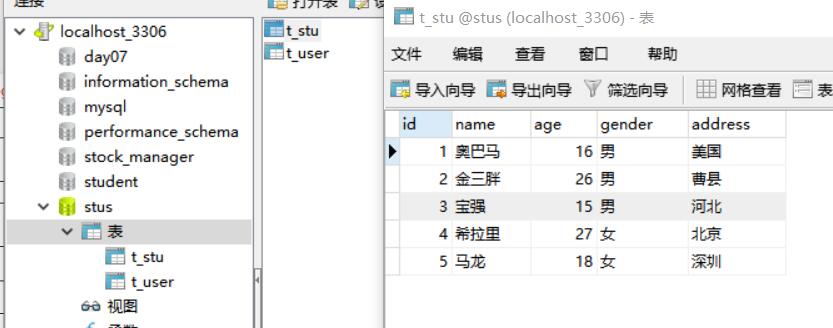 连接
localhost_3306
day07
information_schema
mysql
performance_schema
stock_manager
student
stus
表
t_stu
t_user
视图
打开表
t_stu
t_user
t_stu @stus (localhost_3306) - 表
文件 编辑 查看 窗口 帮助
导入向导 导出向导 筛选向导 网格查看 表
id name age gender address
1 奥巴马 16 男 美国
2 金三胖 26 男 曹县
3 宝强 15 男 河北
4 希拉里 27 女 北京
5 马龙 18 女 深圳